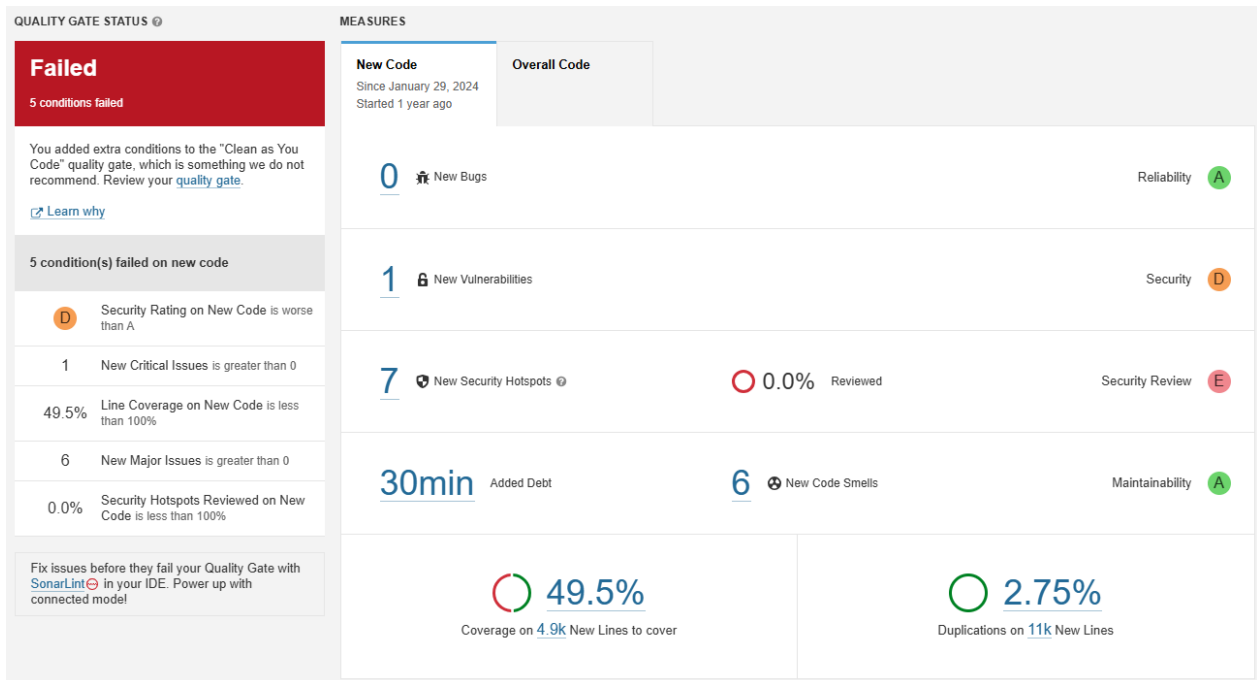 QUALITY GATE STATUS
Failed
5 conditions failed
You added extra conditions to the "Clean as You
Code" quality gate, which is something we do not
recommend. Review your quality gate.
Learn why
5 condition(s) failed on new code
D
Security Rating on New Code is worse
than A
1
New Critical Issues is greater than 0
49.5%
Line Coverage on New Code is less
than 100%
6
New Major Issues is greater than 0
0.0%
Security Hotspots Reviewed on New
Code is less than 100%
Fix issues before they fail your Quality Gate with
SonarLint in your IDE. Power up with
connected mode!
MEASURES
New Code
Since January 29, 2024
Started 1 year ago
Overall Code
0 New Bugs
Reliability A
1 New Vulnerabilities
Security D
7 New Security Hotspots
0.0% Reviewed
Security Review E
30min Added Debt
6 New Code Smells
Maintainability A
49.5%
Coverage on 4.9k New Lines to cover
2.75%
Duplications on 11k New Lines